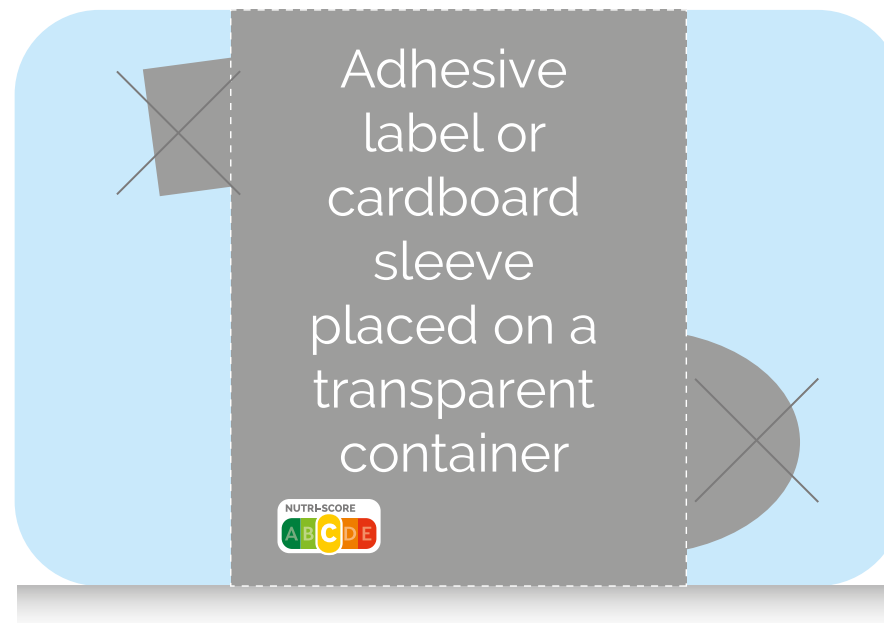 Adhesive
label or
cardboard
sleeve
placed on a
transparent
container
NUTRI-SCORE
A B C D E